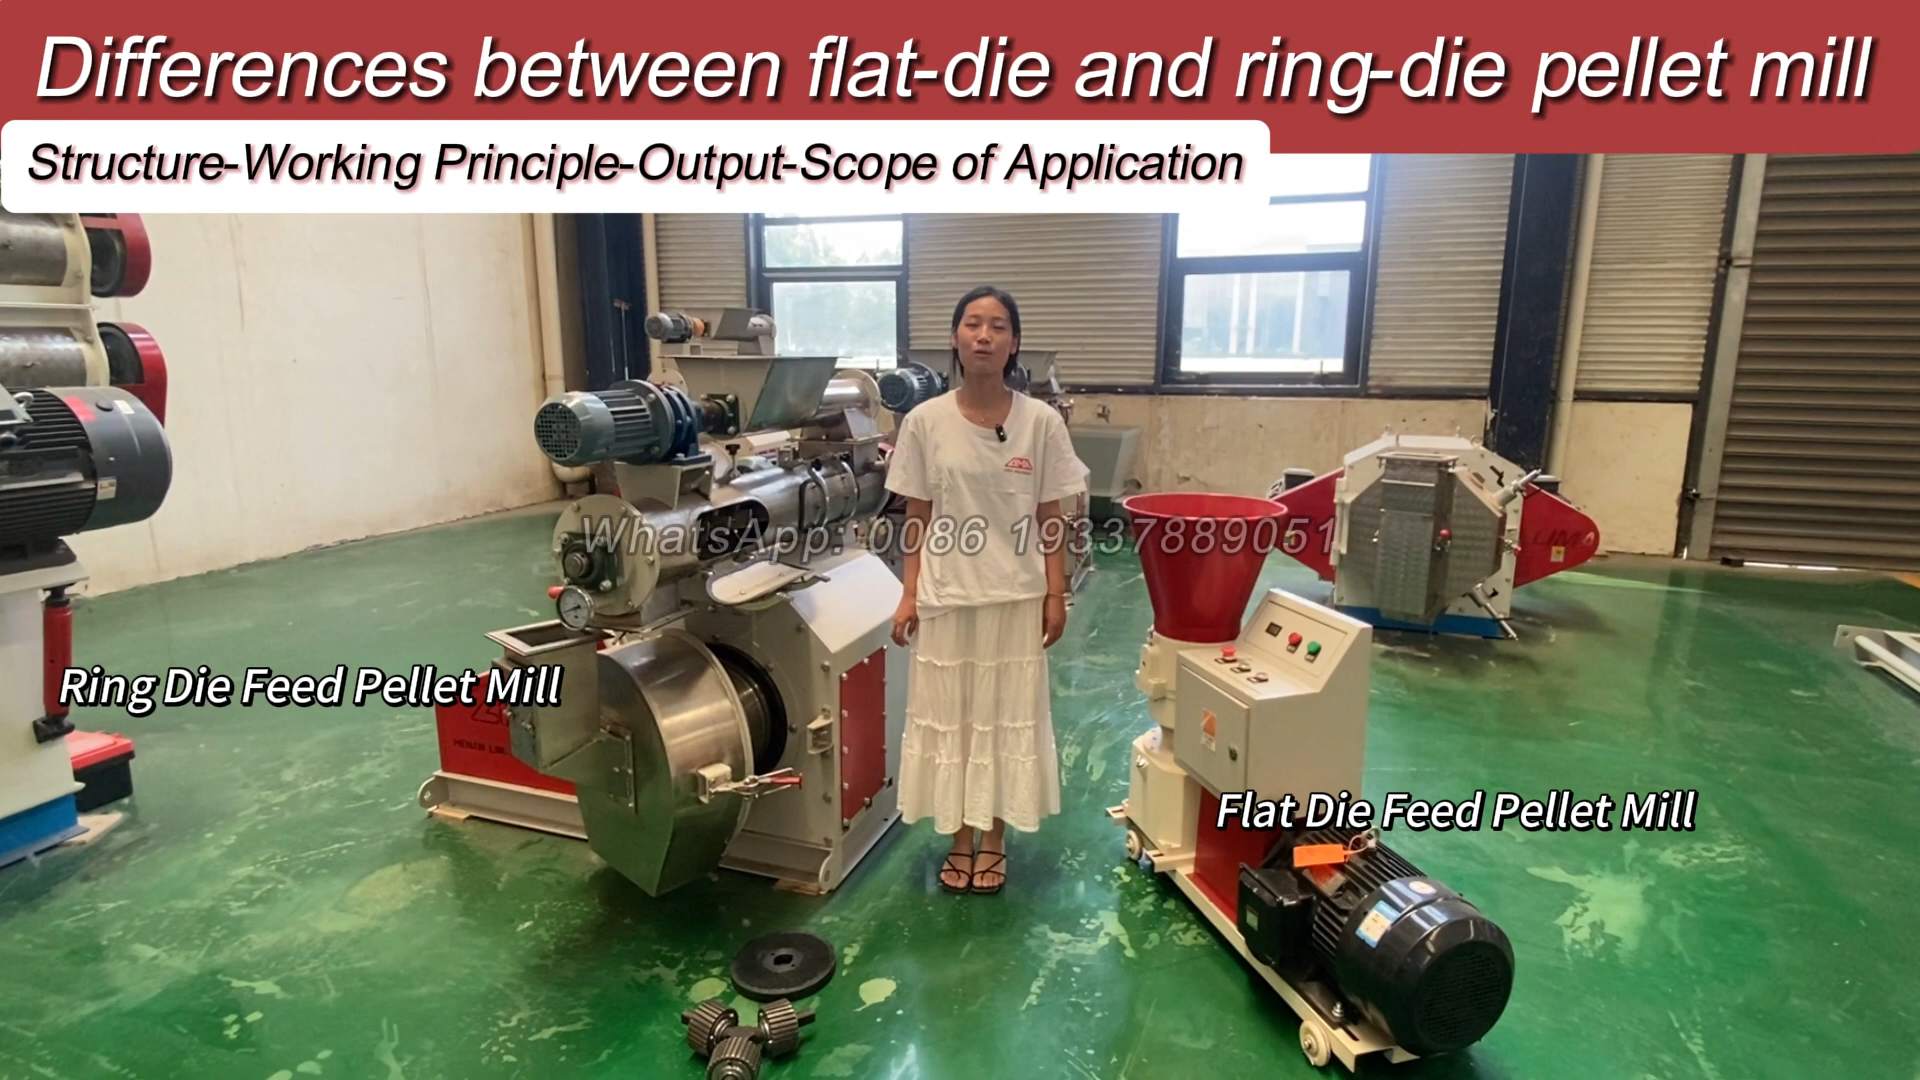 Differences between flat-die and ring-die pellet mill
Structure-Working Principle-Output-Scope of Application
WhatsApp: 0086 19337889051
Ring Die Feed Pellet Mill
Flat Die Feed Pellet Mill